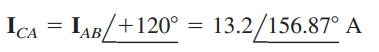 I_CA = I_AB/+120° = 13.2/156.87° A